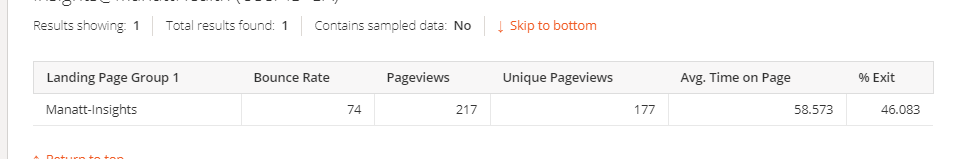 Results showing: 1 Total results found: 1 Contains sampled data: No ↓ Skip to bottom
Landing Page Group 1 Bounce Rate Pageviews Unique Pageviews Avg. Time on Page % Exit
Manatt-Insights 74 217 177 58.573 46.083
Return to top